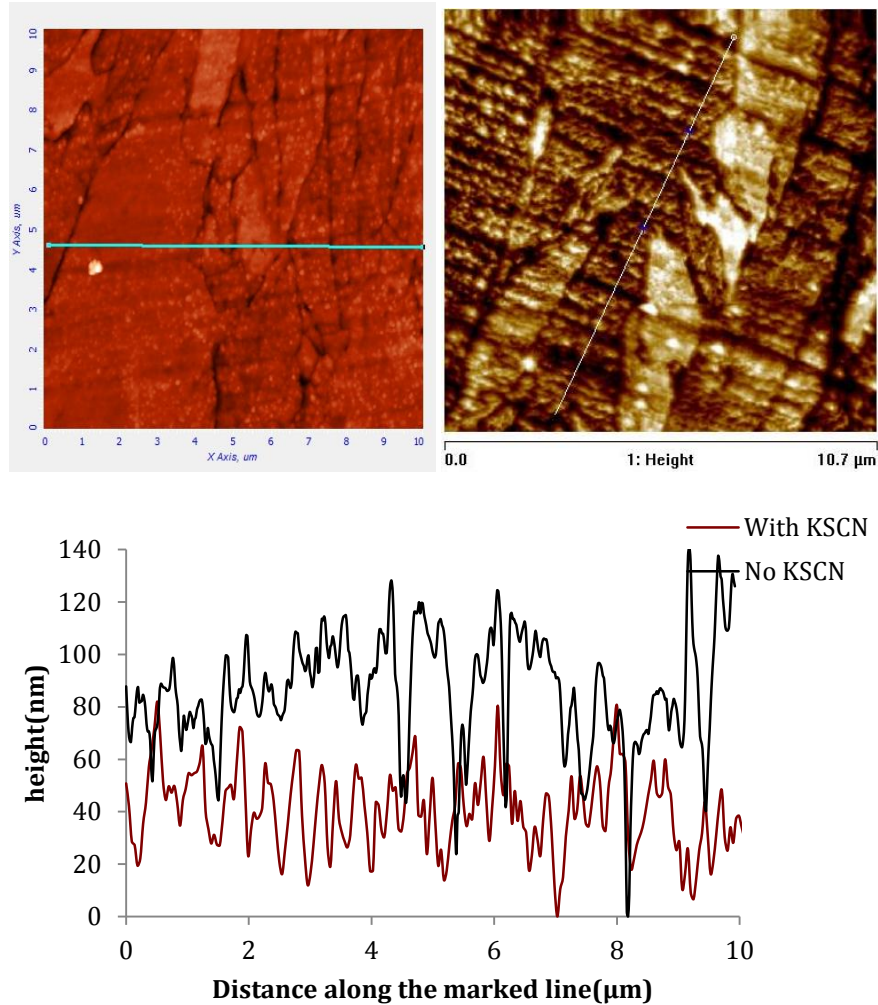 10
9
8
7
6
5
4
3
2
1
0
Y Axis, um
0 1 2 3 4 5 6 7 8 9 10
X Axis, um
0.0 1: Height 10.7 µm
With KSCN
No KSCN
140
120
100
80
60
40
20
0
height(nm)
0 2 4 6 8 10
Distance along the marked line(µm)